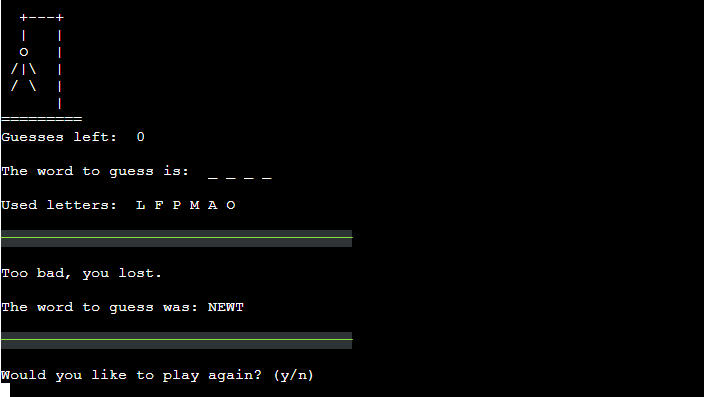 +---+
  |   |
  O   |
 /|\  |
 / \  |
      |
=========
Guesses left:  0
The word to guess is:  _ _ _ _
Used letters:  L F P M A O
Too bad, you lost.
The word to guess was: NEWT
Would you like to play again? (y/n)